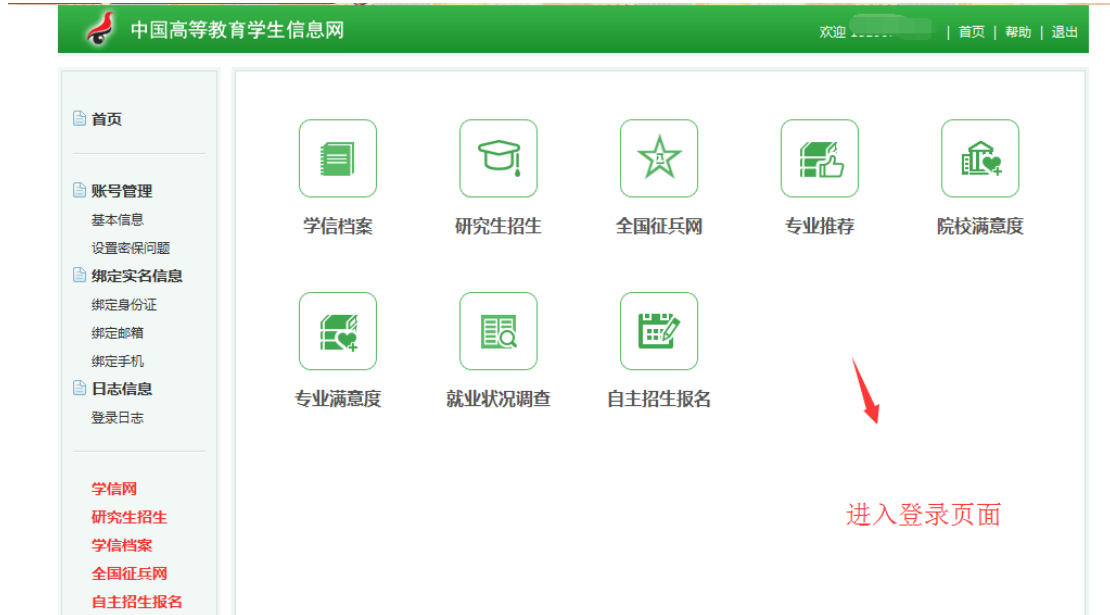 中国高等教育学生信息网
欢迎 | 首页 | 帮助 | 退出
首页
账号管理
基本信息
设置密保问题
绑定实名信息
绑定身份证
绑定邮箱
绑定手机
日志信息
登录日志
学信网
研究生招生
学信档案
全国征兵网
自主招生报名
学信档案
研究生招生
全国征兵网
专业推荐
院校满意度
专业满意度
就业状况调查
自主招生报名
进入登录页面